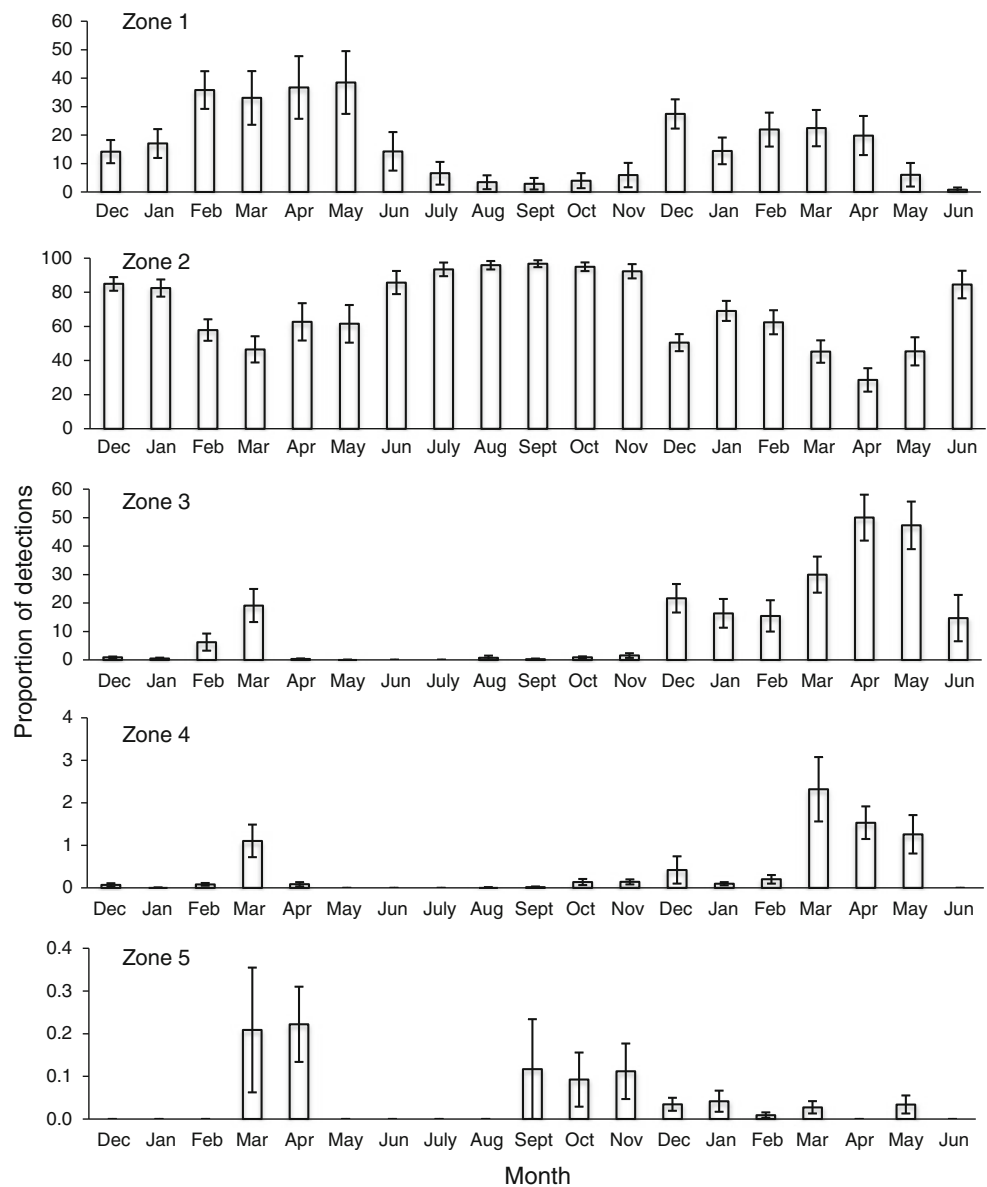 Zone 1
60
50
40
30
20
10
0
Dec Jan Feb Mar Apr May Jun July Aug Sept Oct Nov Dec Jan Feb Mar Apr May Jun
Zone 2
100
80
60
40
20
0
Dec Jan Feb Mar Apr May Jun July Aug Sept Oct Nov Dec Jan Feb Mar Apr May Jun
Proportion of detections
Zone 3
60
50
40
30
20
10
0
Dec Jan Feb Mar Apr May Jun July Aug Sept Oct Nov Dec Jan Feb Mar Apr May Jun
Zone 4
4
3
2
1
0
Dec Jan Feb Mar Apr May Jun July Aug Sept Oct Nov Dec Jan Feb Mar Apr May Jun
Zone 5
0.4
0.3
0.2
0.1
0.0
Dec Jan Feb Mar Apr May Jun July Aug Sept Oct Nov Dec Jan Feb Mar Apr May Jun
Month